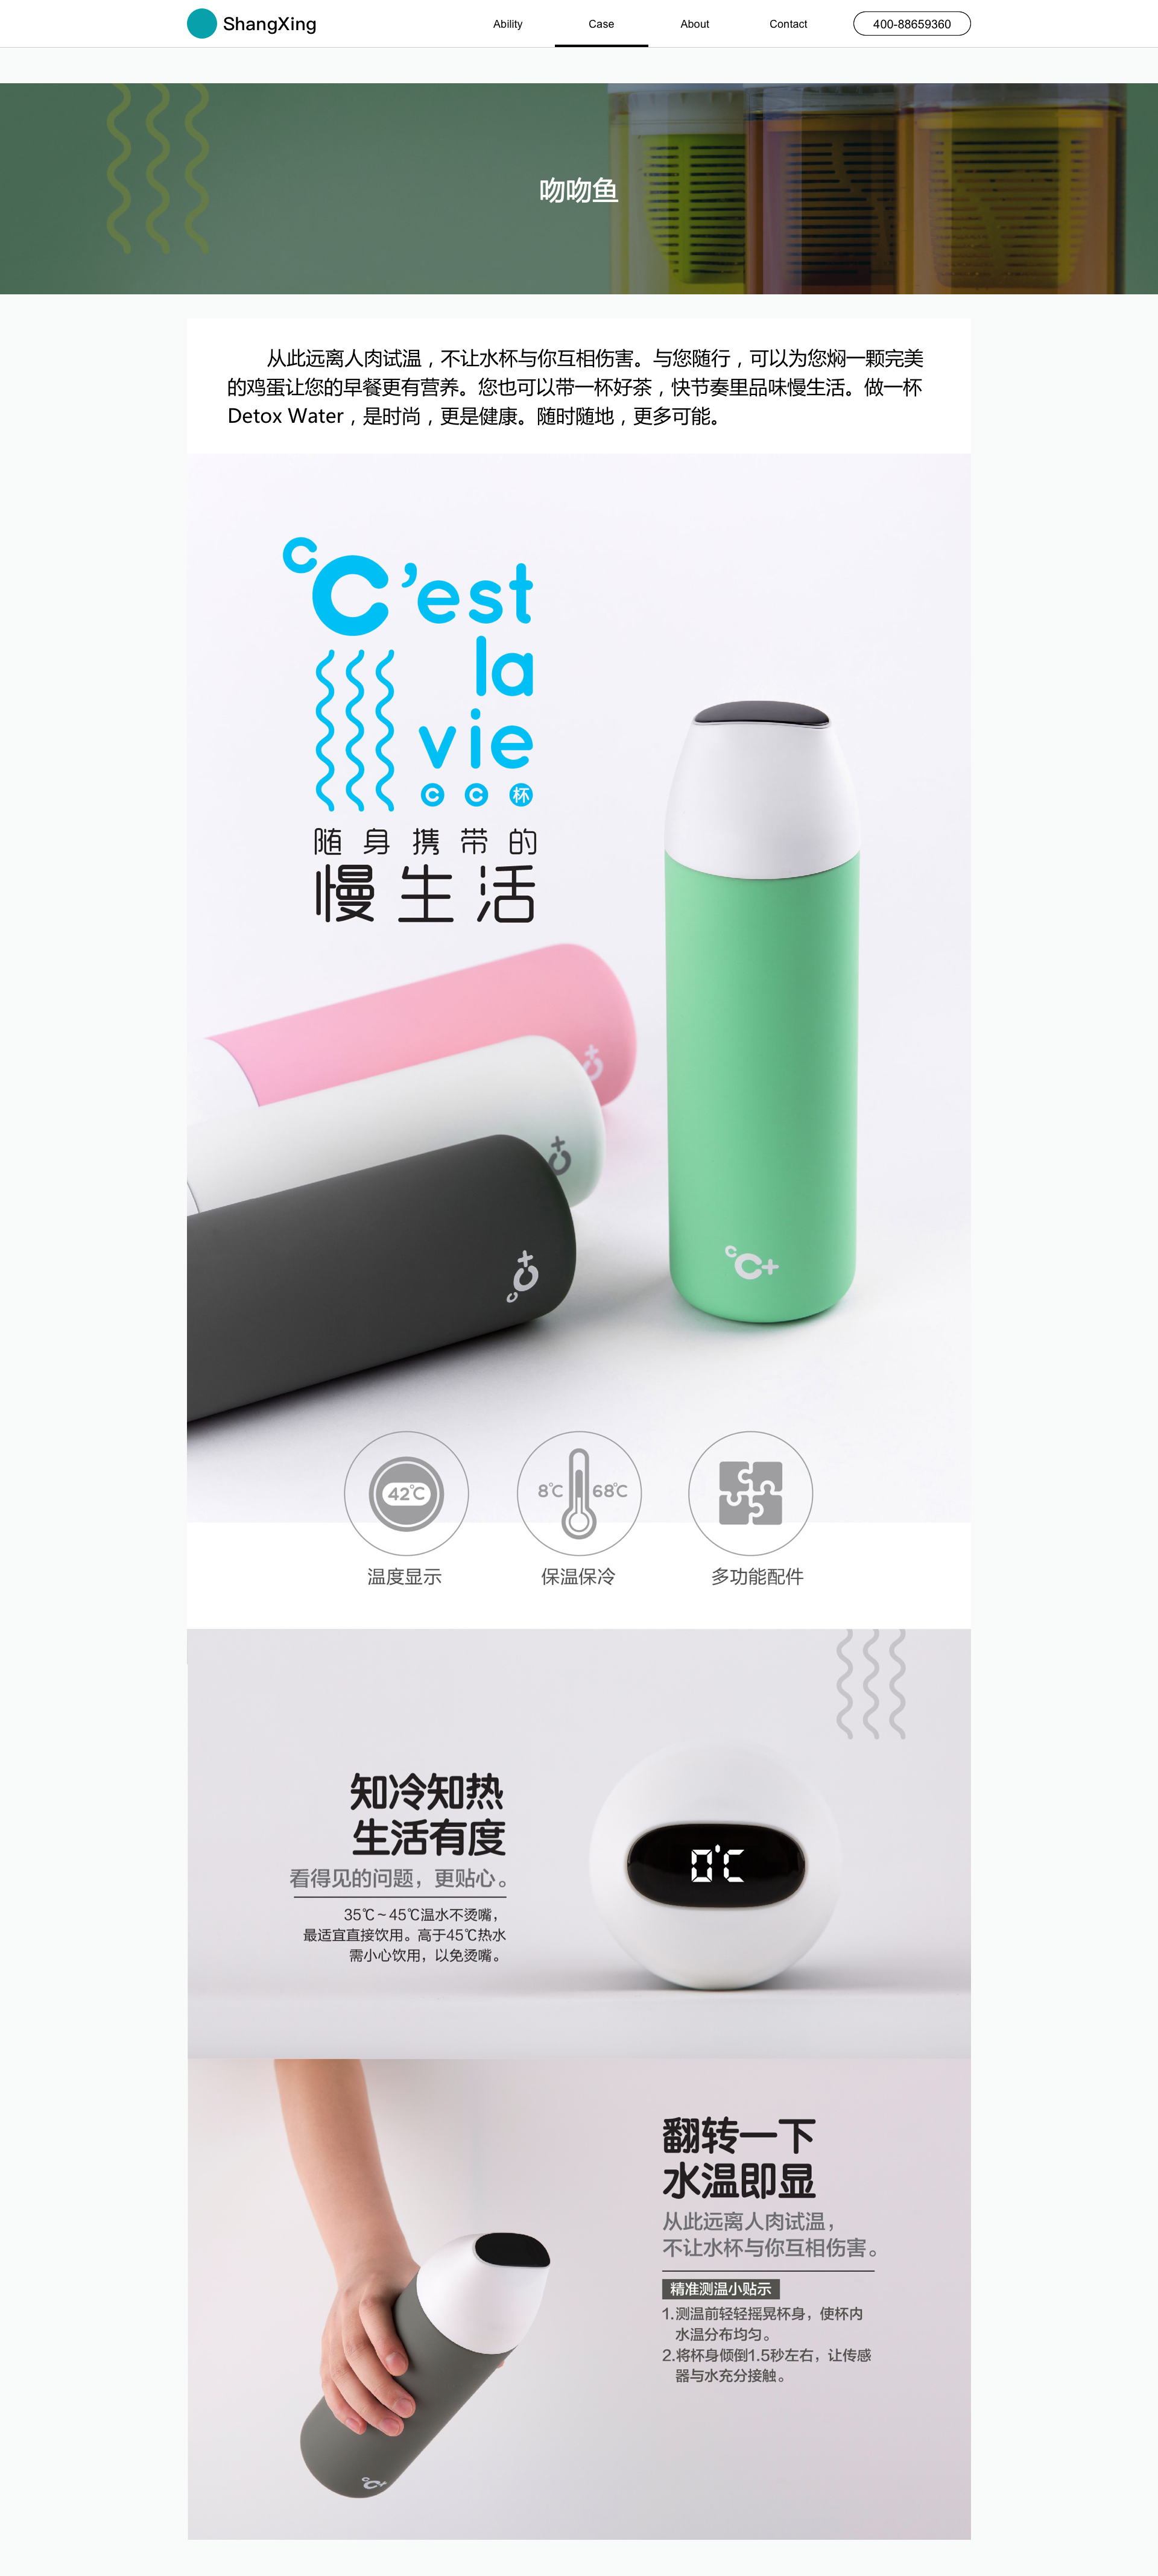 ShangXing
Ability
Case
About
Contact
400-88659360
吻吻鱼
从此远离人肉试温，不让水杯与你互相伤害。与您随行，可以为您焖一颗完美
的鸡蛋让您的早餐更有营养。您也可以带一杯好茶，快节奏里品味慢生活。做一杯
Detox Water，是时尚，更是健康。随时随地，更多可能。
c
C'est
la
vie
C C 杯
随身携带的
慢生活
cC+
cC+
cC+
cC+
42℃
8℃ 68℃
温度显示
保温保冷
多功能配件
知冷知热
生活有度
看得见的问题，更贴心。
35℃~45℃温水不烫嘴，
最适宜直接饮用。高于45℃热水
需小心饮用，以免烫嘴。
0℃
翻转一下
水温即显
从此远离人肉试温，
不让水杯与你互相伤害。
精准测温小贴示
1.测温前轻轻摇晃杯身，使杯内
水温分布均匀。
2.将杯身倾倒1.5秒左右，让传感
器与水充分接触。
cC+